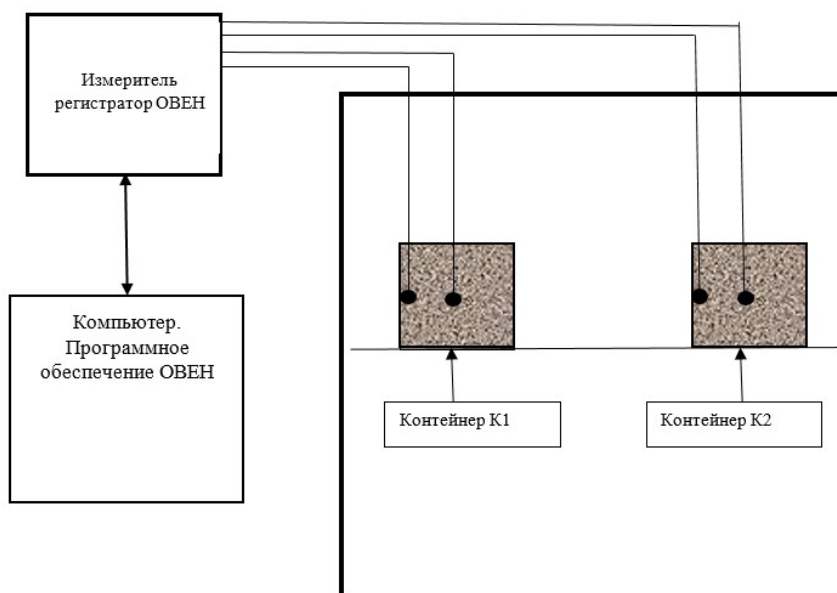 Измеритель
регистратор ОВЕН
Компьютер.
Программное
обеспечение ОВЕН
Контейнер К1
Контейнер К2